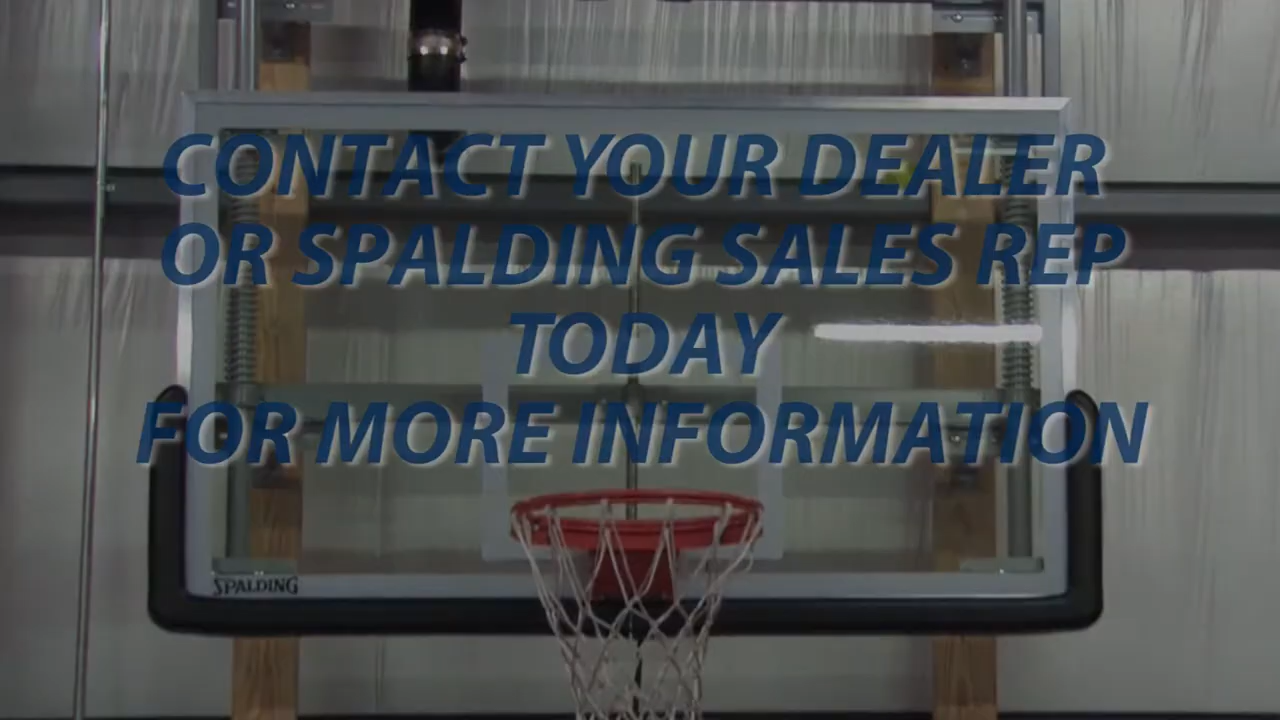 CONTACT YOUR DEALER
OR SPALDING SALES REP
TODAY
FOR MORE INFORMATION
SPALDING